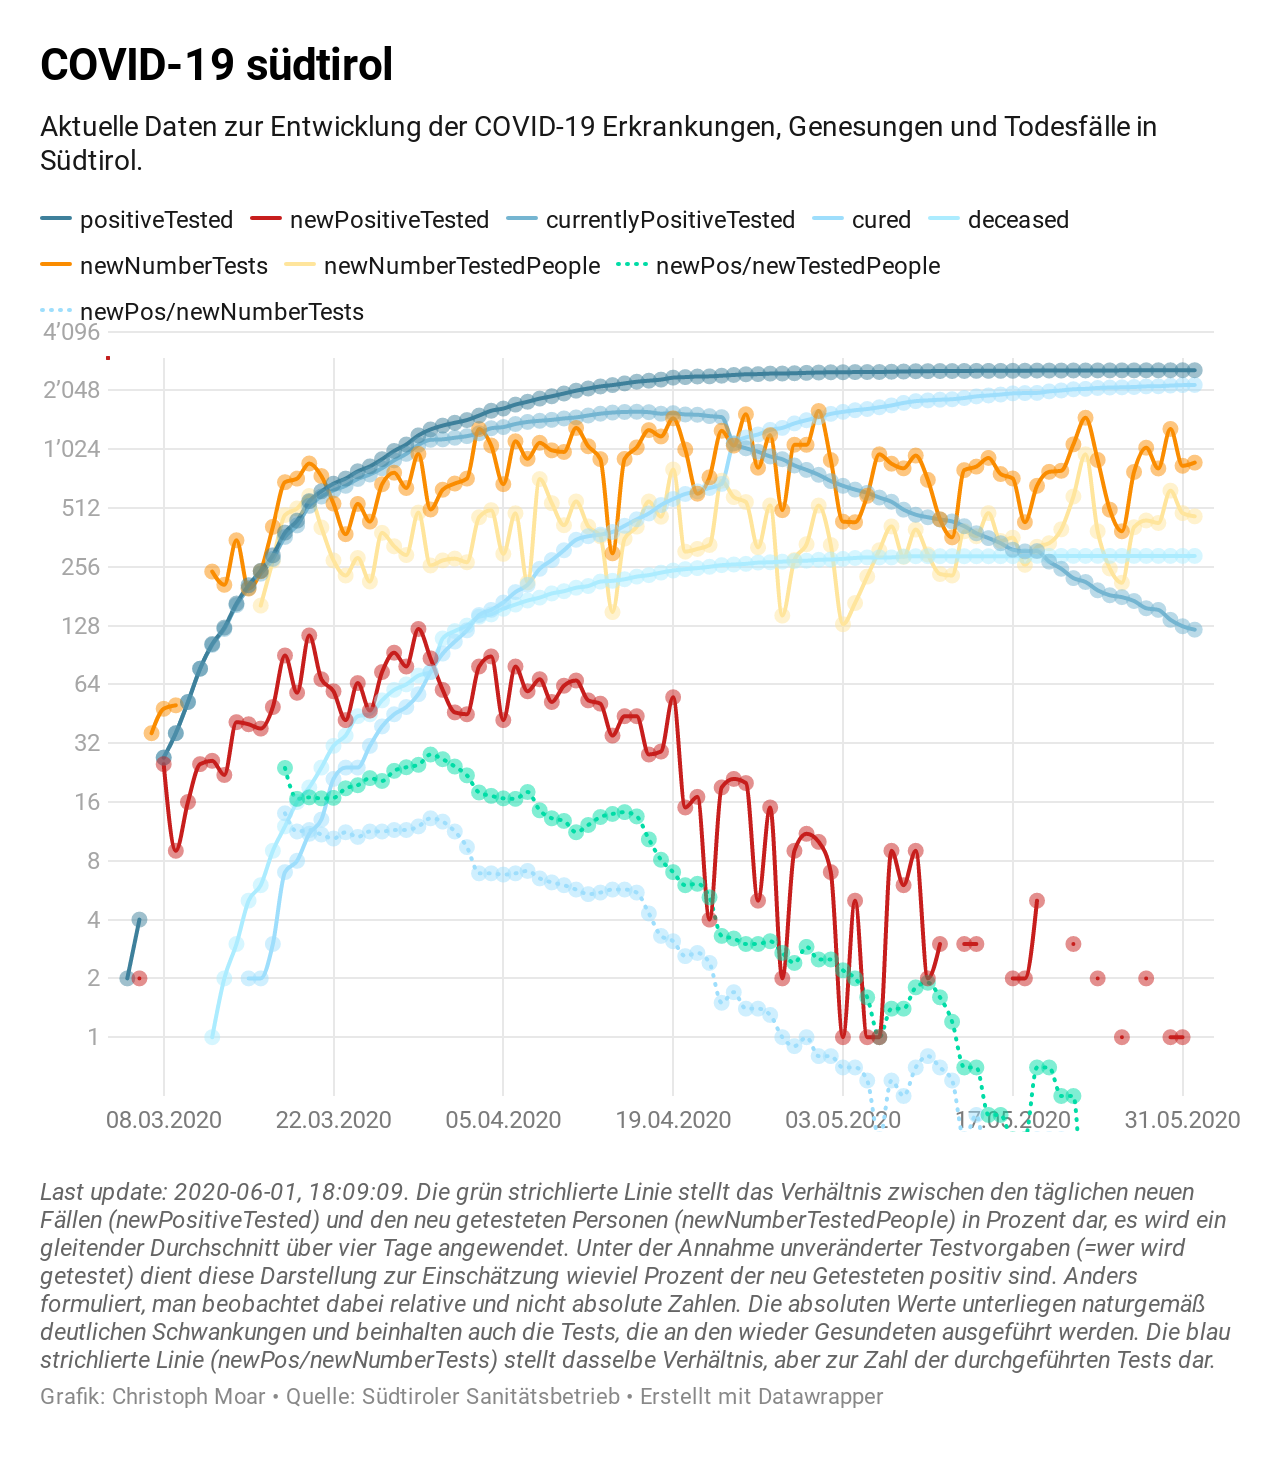 COVID-19 südtirol
Aktuelle Daten zur Entwicklung der COVID-19 Erkrankungen, Genesungen und Todesfälle in
Südtirol.
positiveTested newPositiveTested currentlyPositiveTested cured deceased
newNumberTests newNumberTestedPeople newPos/newTestedPeople
newPos/newNumberTests
4’096
2’048
1’024
512
256
128
64
32
16
8
4
2
1
08.03.2020 22.03.2020 05.04.2020 19.04.2020 03.05.2020 17.05.2020 31.05.2020
Last update: 2020-06-01, 18:09:09. Die grün strichlierte Linie stellt das Verhältnis zwischen den täglichen neuen
Fällen (newPositiveTested) und den neu getesteten Personen (newNumberTestedPeople) in Prozent dar, es wird ein
gleitender Durchschnitt über vier Tage angewendet. Unter der Annahme unveränderter Testvorgaben (=wer wird
getestet) dient diese Darstellung zur Einschätzung wieviel Prozent der neu Getesteten positiv sind. Anders
formuliert, man beobachtet dabei relative und nicht absolute Zahlen. Die absoluten Werte unterliegen naturgemäß
deutlichen Schwankungen und beinhalten auch die Tests, die an den wieder Gesundeten ausgeführt werden. Die blau
strichlierte Linie (newPos/newNumberTests) stellt dasselbe Verhältnis, aber zur Zahl der durchgeführten Tests dar.
Grafik: Christoph Moar • Quelle: Südtiroler Sanitätsbetrieb • Erstellt mit Datawrapper